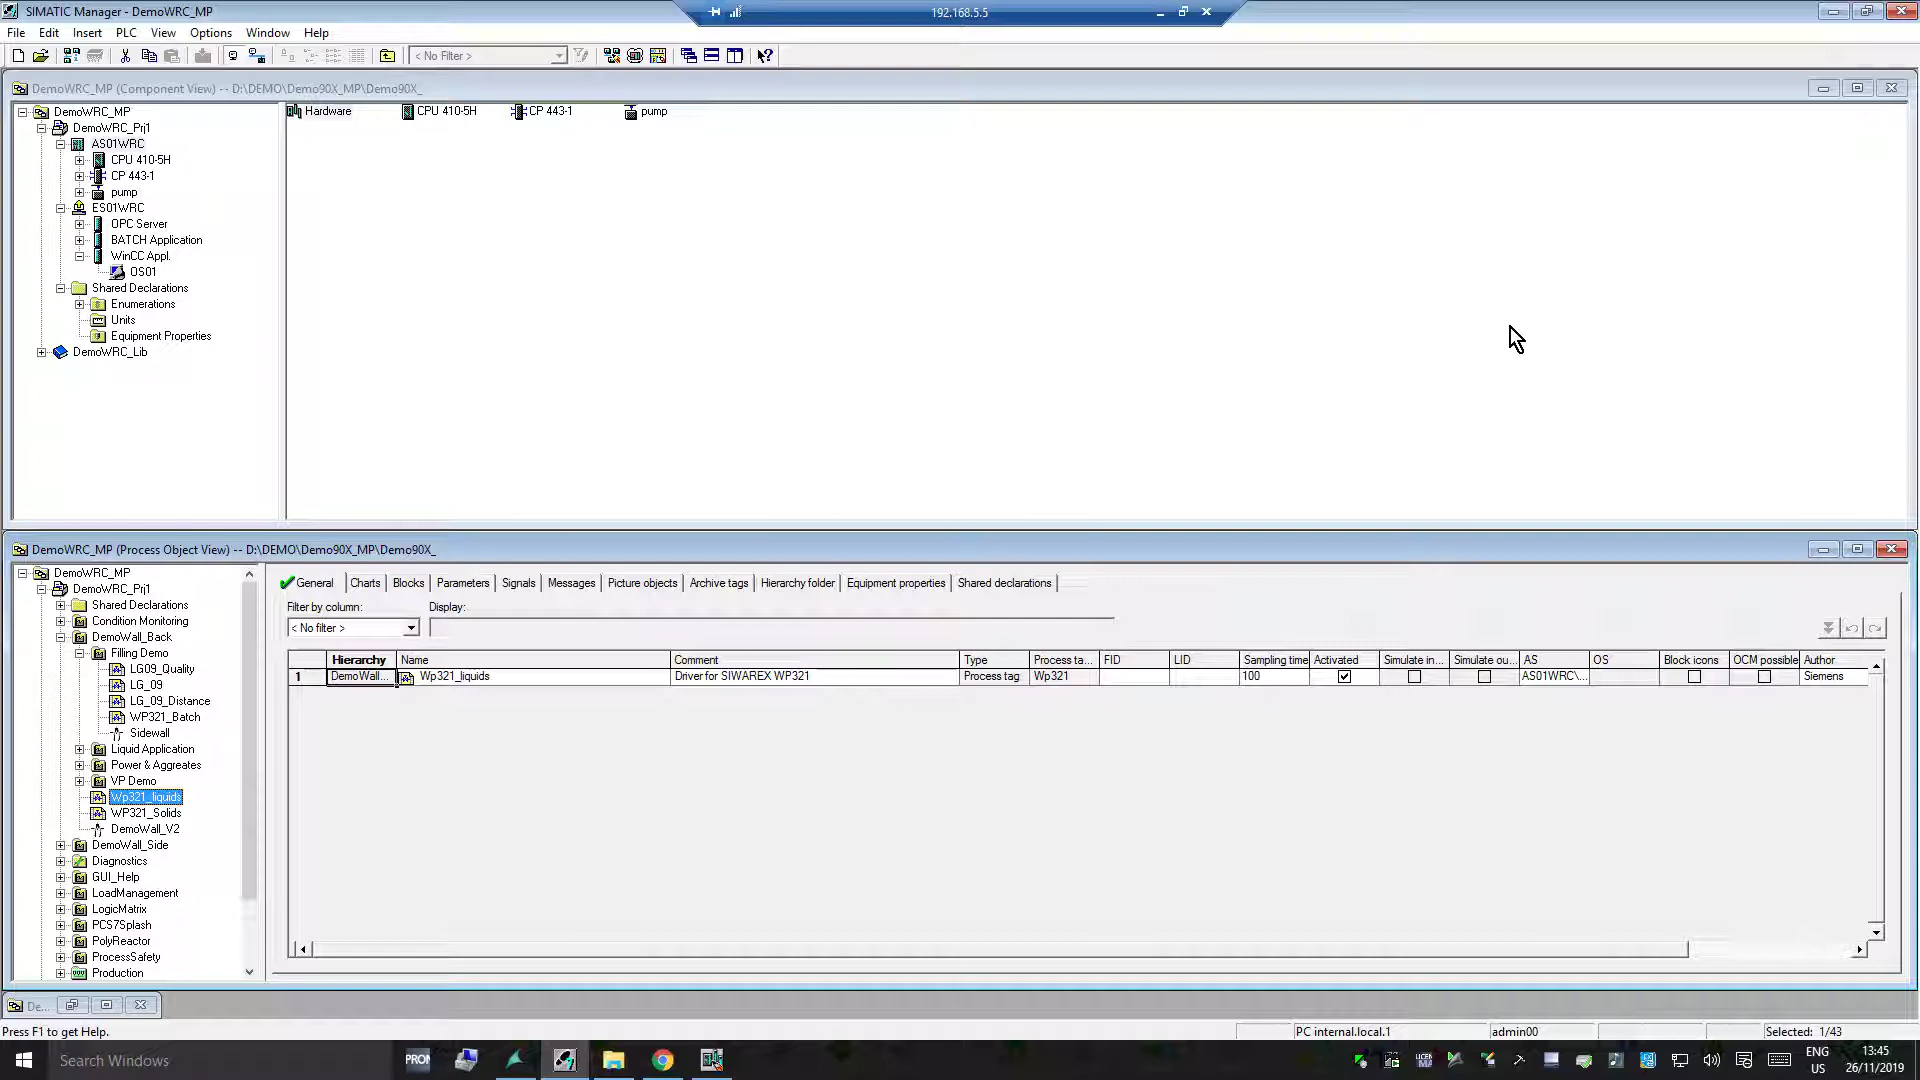 SIMATIC Manager - DemoWRC_MP
192.168.5.5
File Edit Insert PLC View Options Window Help
< No Filter >
DemoWRC_MP (Component View) -- D:\DEMO\Demo90X_MP\Demo90X_
DemoWRC_MP
DemoWRC_Prj1
AS01WRC
CPU 410-5H
CP 443-1
pump
ES01WRC
OPC Server
BATCH Application
WinCC Appl.
OS01
Shared Declarations
Enumerations
Units
Equipment Properties
DemoWRC_Lib
Hardware CPU 410-5H CP 443-1 pump
DemoWRC_MP (Process Object View) -- D:\DEMO\Demo90X_MP\Demo90X_
DemoWRC_MP
DemoWRC_Prj1
Shared Declarations
Condition Monitoring
DemoWall_Back
Filling Demo
LG09_Quality
LG_09
LG_09_Distance
WP321_Batch
Sidewall
Liquid Application
Power & Aggreates
VP Demo
Wp321_liquids
WP321_Solids
DemoWall_V2
DemoWall_Side
Diagnostics
GUI_Help
LoadManagement
LogicMatrix
PCS7Splash
PolyReactor
ProcessSafety
Production
General Charts Blocks Parameters Signals Messages Picture objects Archive tags Hierarchy folder Equipment properties Shared declarations
Filter by column: Display:
< No filter >
Hierarchy Name Comment Type Process ta... FID LID Sampling time Activated Simulate in... Simulate ou... AS OS Block icons OCM possible Author
1 DemoWall... Wp321_liquids Driver for SIWAREX WP321 Process tag Wp321 100 AS01WRC\... Siemens
De...
Press F1 to get Help. PC internal.local.1 admin00 Selected: 1/43
Search Windows
ENG
US
13:45
26/11/2019